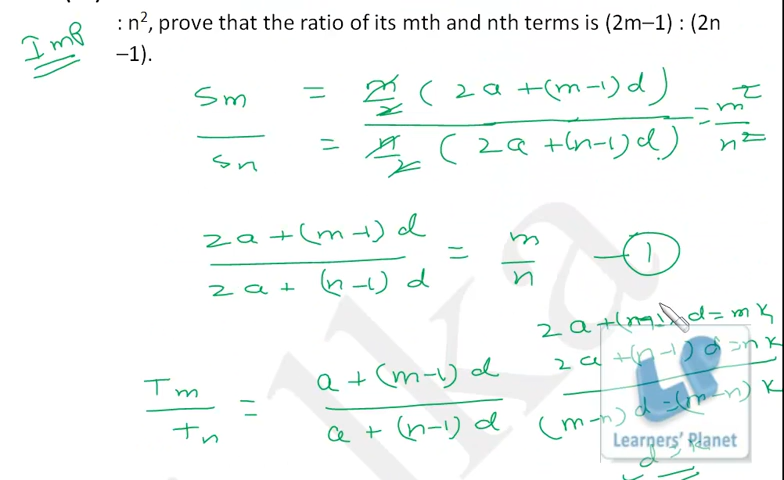 : n², prove that the ratio of its mth and nth terms is (2m–1) : (2n
–1).
Imp
Sm = m/2 ( 2a + (m-1) d ) = m²
Sn = n/2 ( 2a + (n-1) d ) n²
2a + (m-1) d = m — 1
2a + (n-1) d n
2a + (m-1) d = mk
2a + (n-1) d = nk
(m-n) d = (m-n) k
d = k
Tm = a + (m-1) d
Tn a + (n-1) d
Learners' Planet